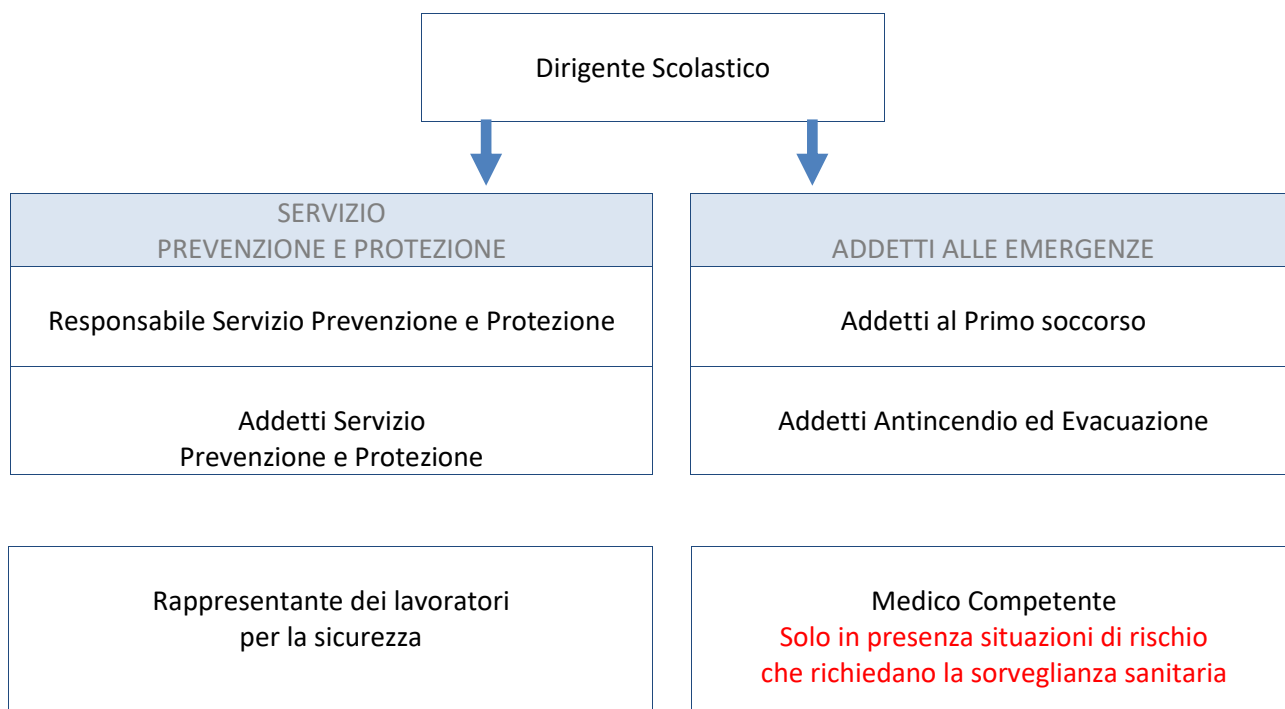 Dirigente Scolastico
SERVIZIO
PREVENZIONE E PROTEZIONE
Responsabile Servizio Prevenzione e Protezione
Addetti Servizio
Prevenzione e Protezione
ADDETTI ALLE EMERGENZE
Addetti al Primo soccorso
Addetti Antincendio ed Evacuazione
Rappresentante dei lavoratori
per la sicurezza
Medico Competente
Solo in presenza situazioni di rischio
che richiedano la sorveglianza sanitaria